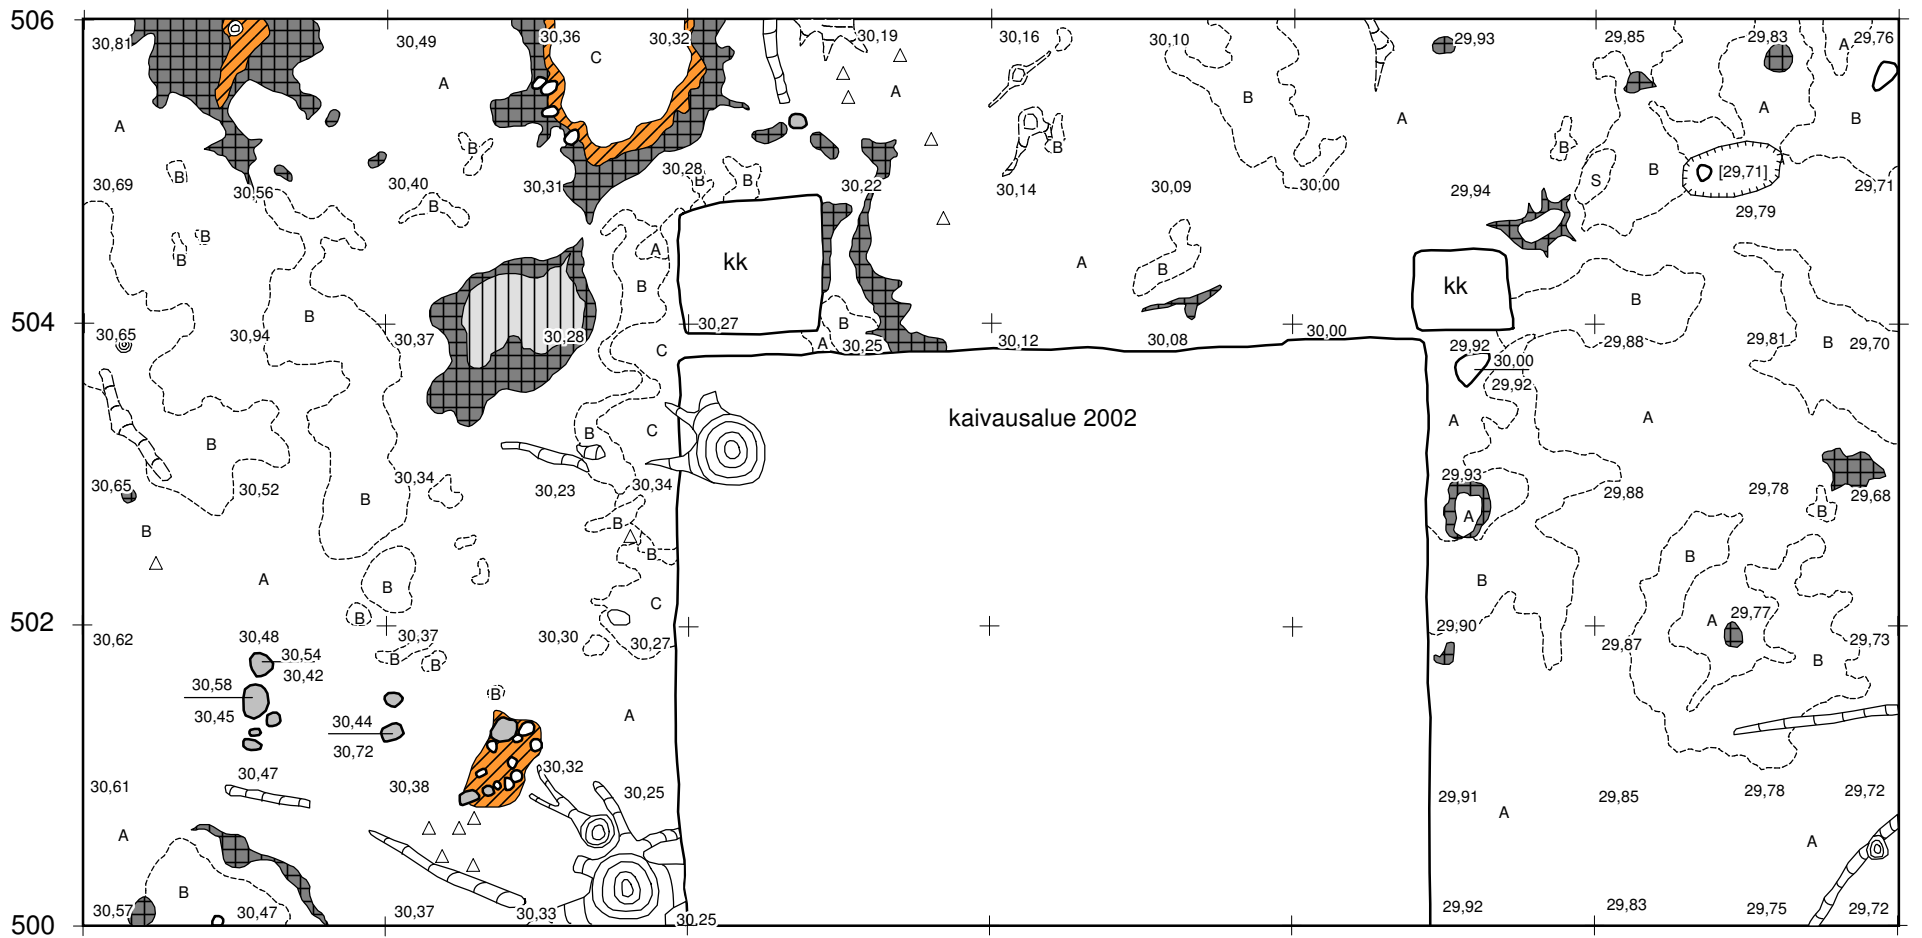 506
30,81 30,49 30,36 30,32 30,19 30,16 30,10 29,93 29,85 29,83 A 29,76
C
A A B A A B
A
B B B
30,69 B 30,56 30,40 30,31 30,28 B B 30,22 30,14 30,09 30,00 29,94 S B [29,71] 29,71
B 29,79
B
B A kk A B kk
B B
504 B B
30,65 30,94 30,37 30,28 30,27 30,25 30,12 30,08 30,00 29,92 29,88 29,81 B 29,70
C A
30,00
29,92
kaivausalue 2002
B B C A A
30,65 30,52 30,34 30,23 30,34 29,93 29,88 29,78 29,68
B
B B A B
B B
A B B B
B C
502
30,62 30,48 30,37 30,30 30,27 29,90 29,87 A 29,77 29,73
30,54
30,42
B B B
30,58
30,45
B
30,44
30,72
A
30,61 30,47 30,38 30,32 30,25 29,91 29,85 29,78 29,72
A A A
B
500
30,57 30,47 30,37 30,33 30,25 29,92 29,83 29,75 29,72